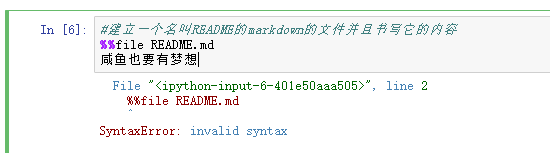 In [6]: #建立一个名叫README的markdown的文件并且书写它的内容
%%file README.md
咸鱼也要有梦想
File "<ipython-input-6-401e50aaa505>", line 2
%%file README.md
^
SyntaxError: invalid syntax